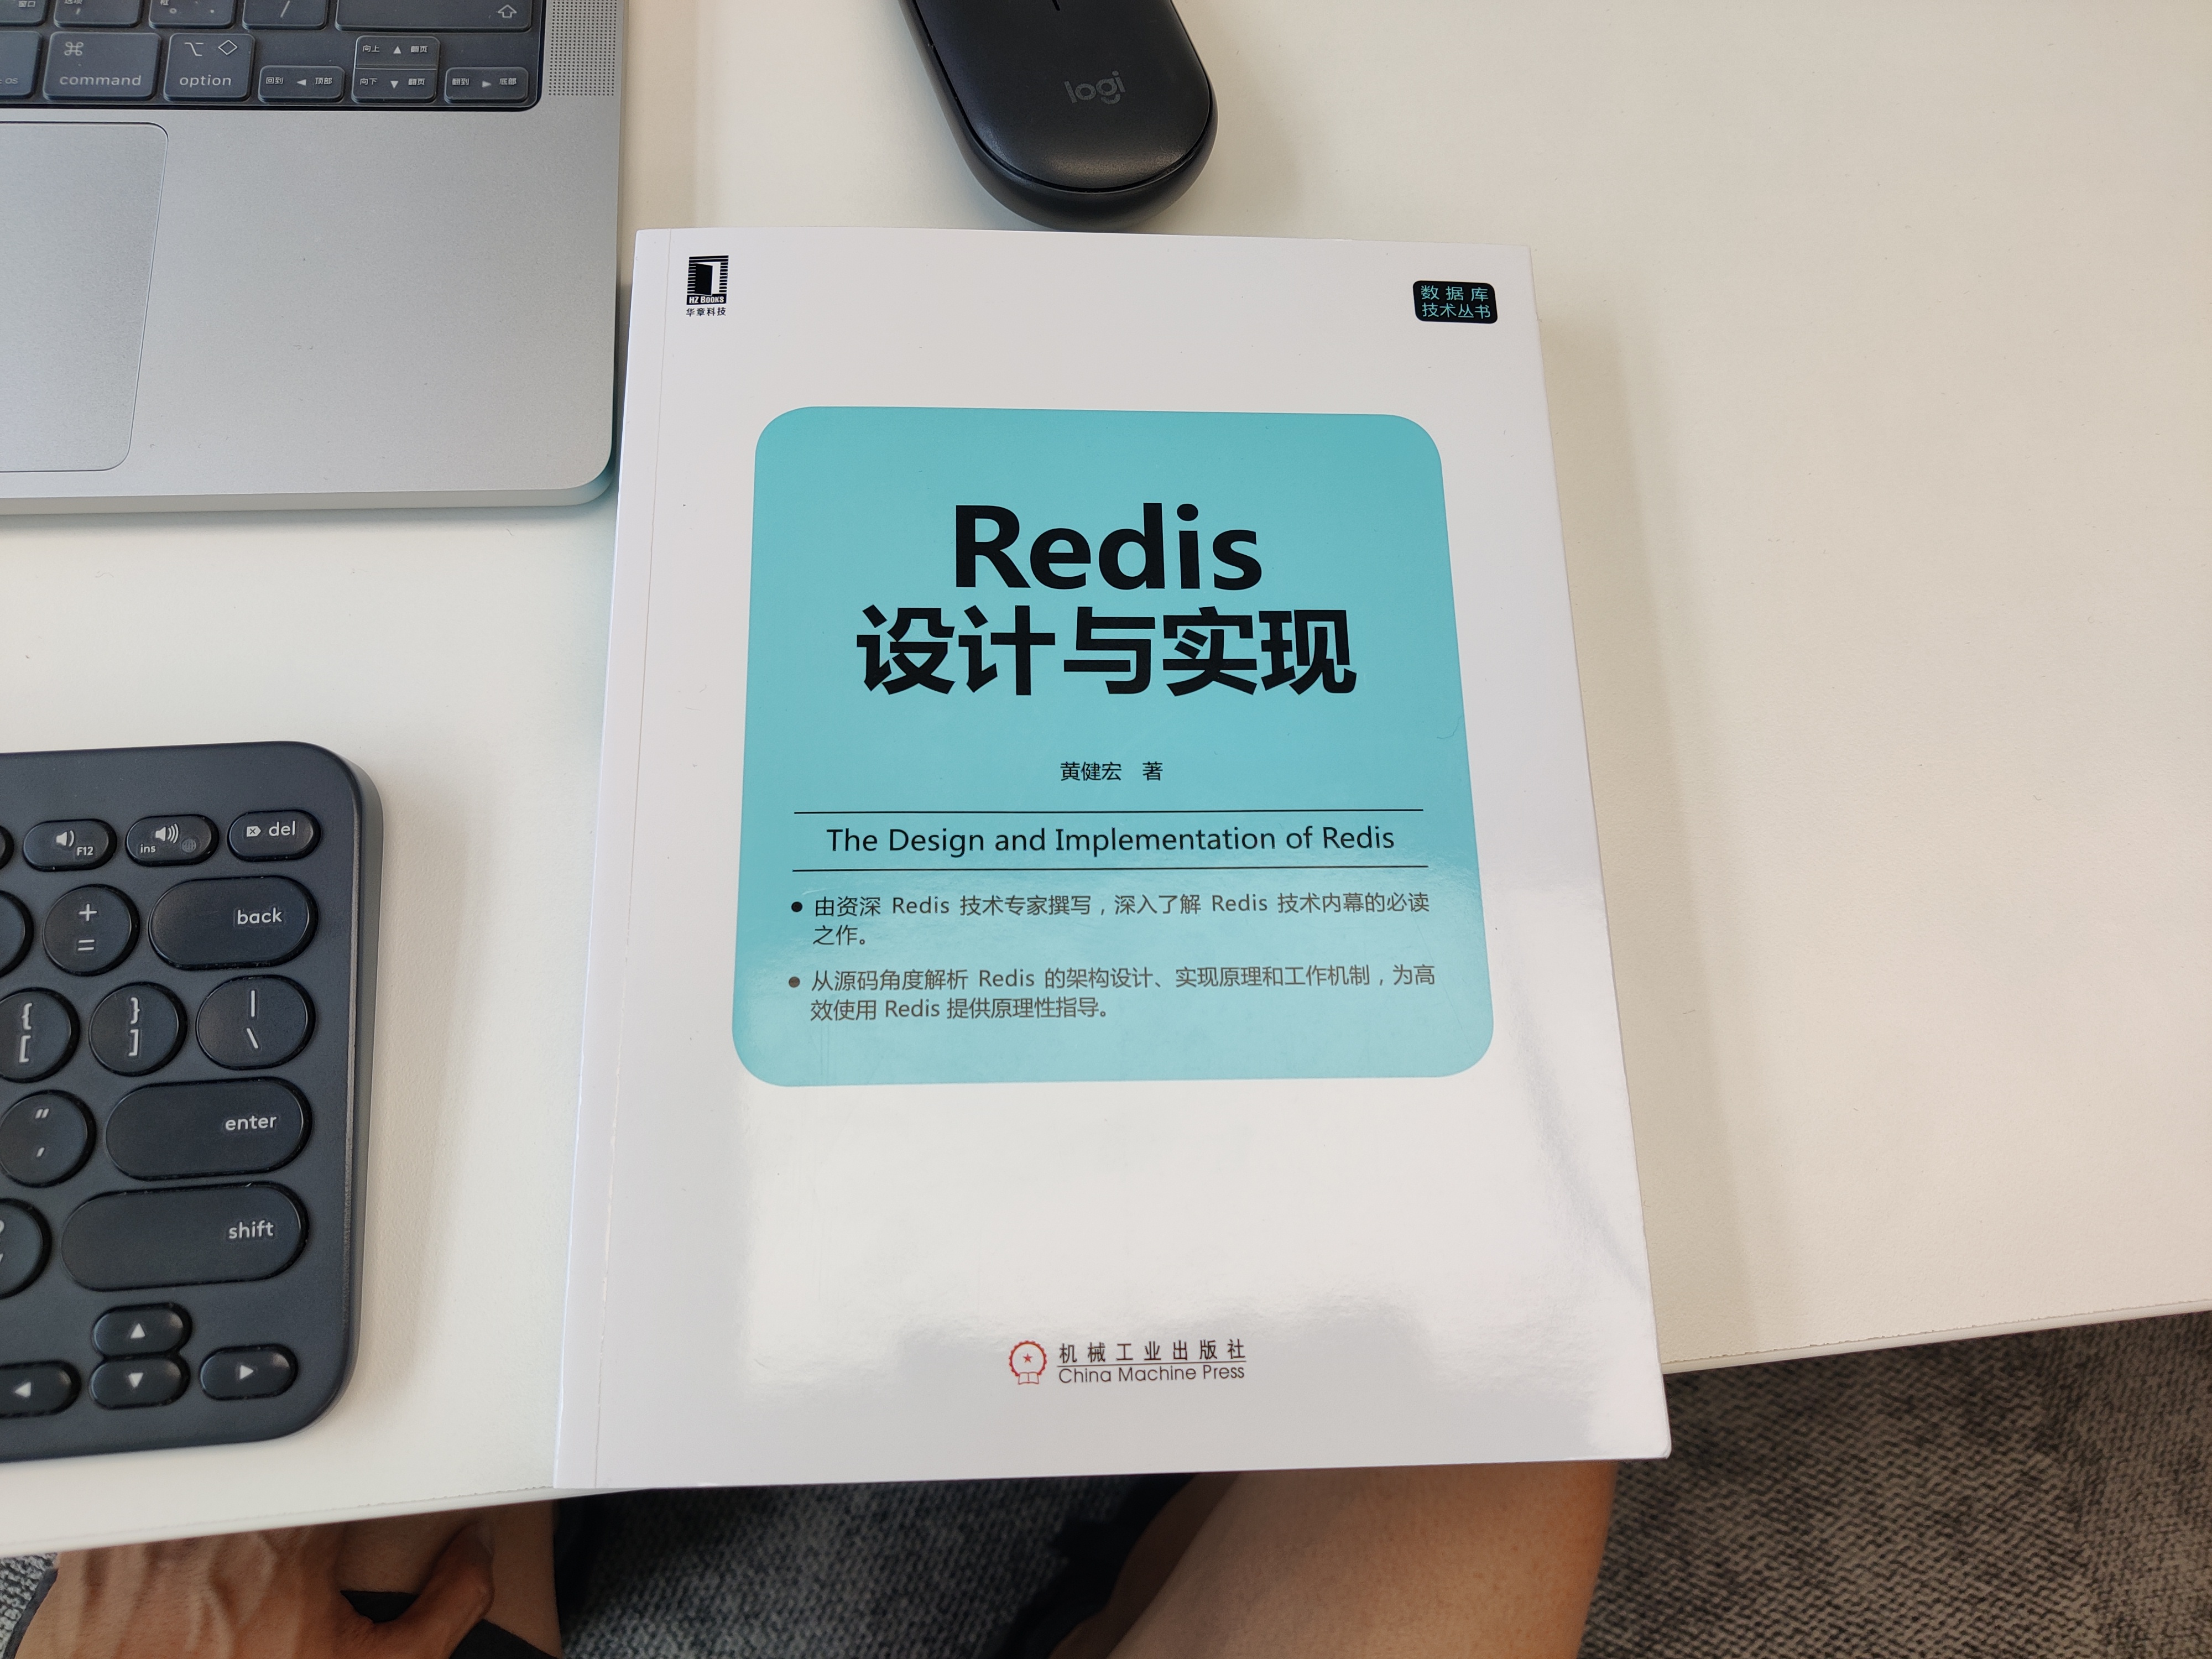 command
option
向上 ▲ 翻页
回到 ◄ 顶部
向下 ▼ 翻页
翻到 ► 底部
logi
HZ BOOKS
华章科技
数据库
技术丛书
Redis
设计与实现
黄健宏 著
The Design and Implementation of Redis
● 由资深 Redis 技术专家撰写，深入了解 Redis 技术内幕的必读
之作。
● 从源码角度解析 Redis 的架构设计、实现原理和工作机制，为高
效使用 Redis 提供原理性指导。
机械工业出版社
China Machine Press
F12
ins
del
+
=
back
{
[
}
]
|
\
"
'
enter
shift